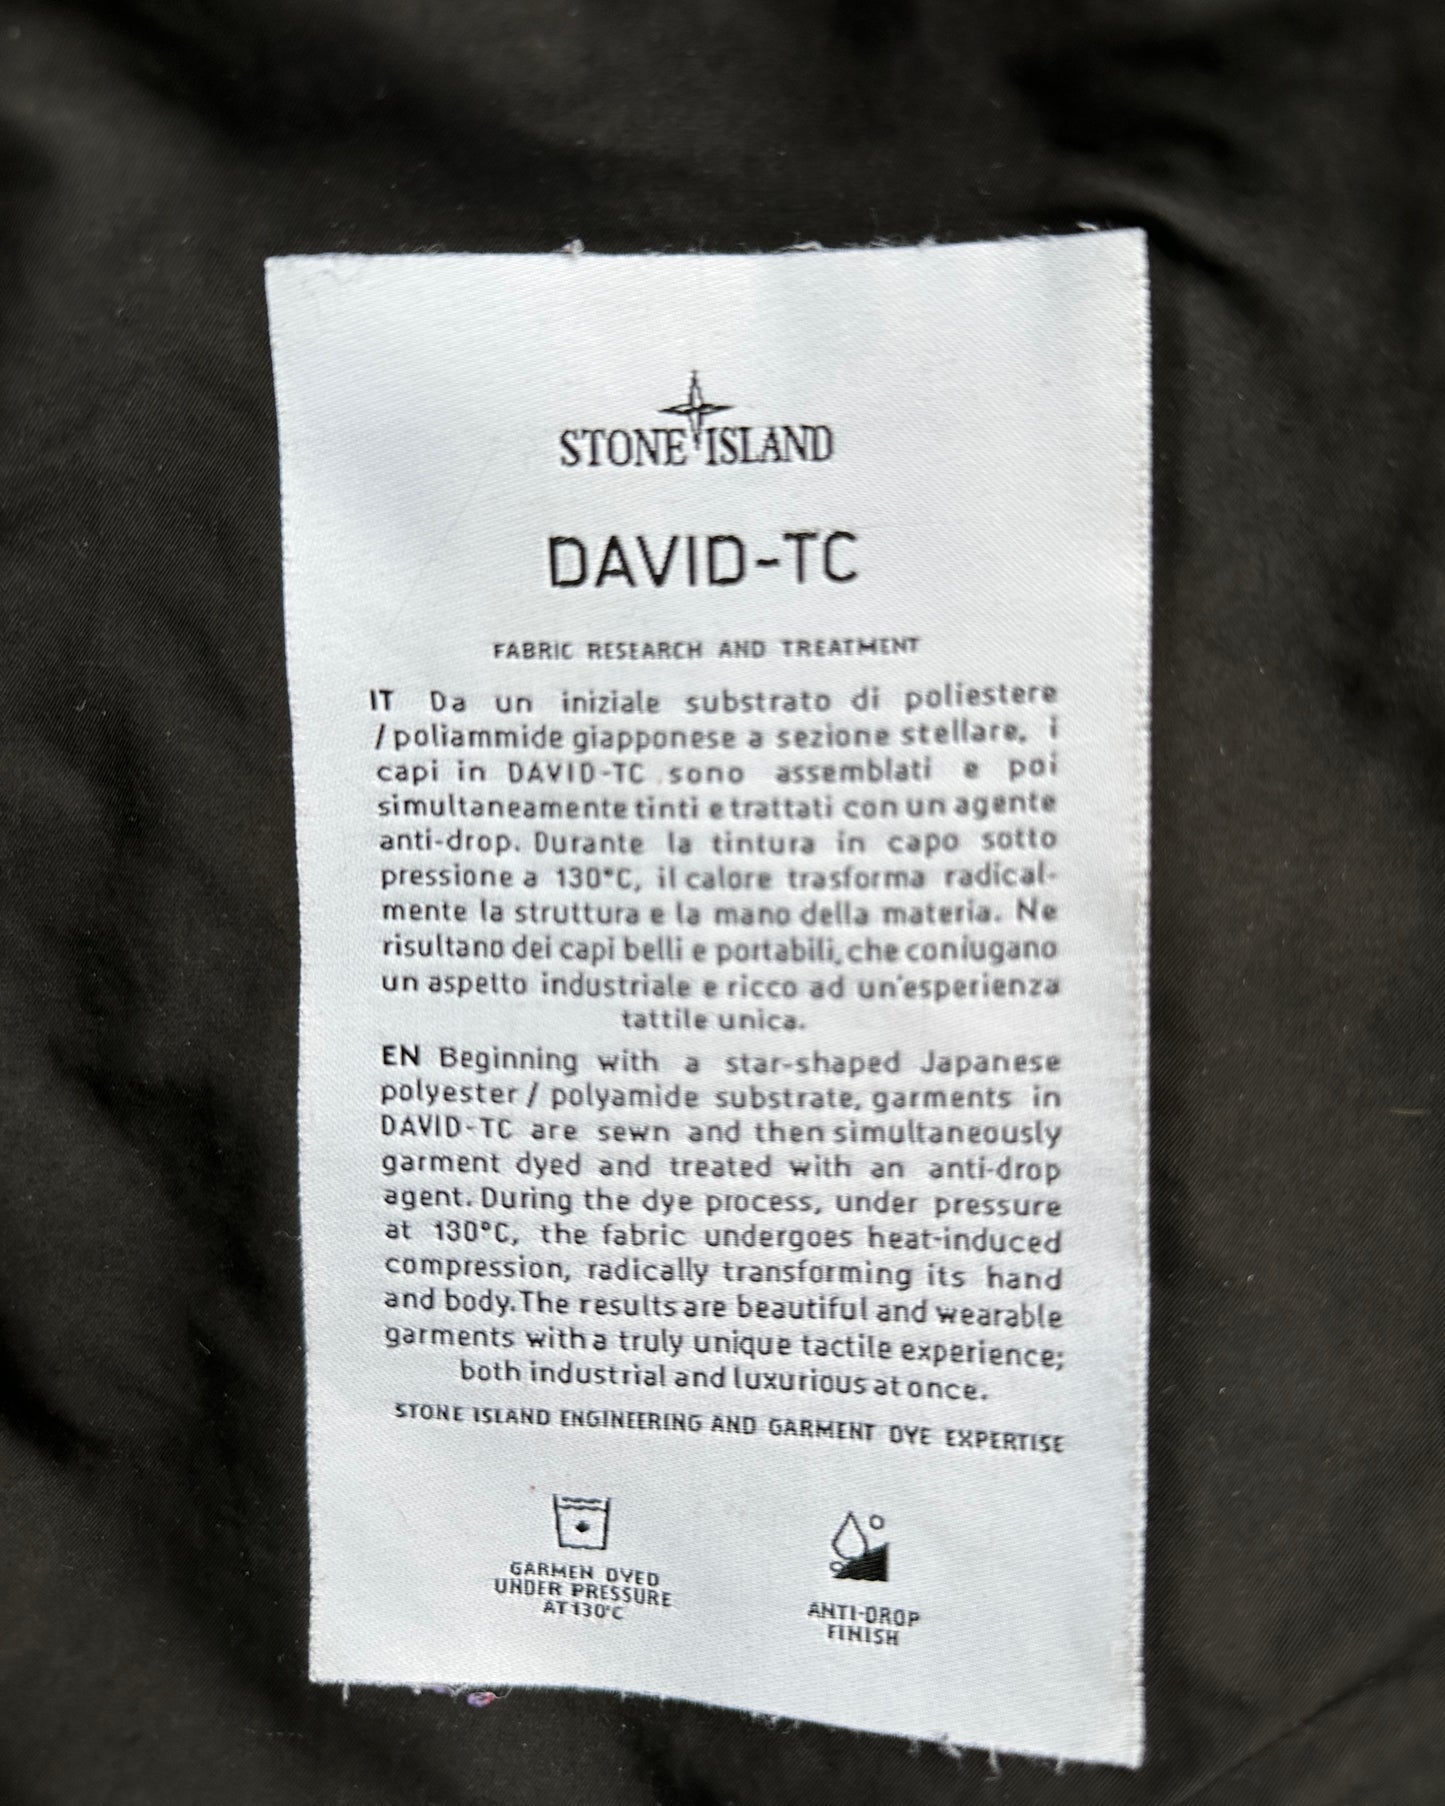 STONE ISLAND
DAVID-TC
FABRIC RESEARCH AND TREATMENT
IT Da un iniziale substrato di poliestere
/poliammide giapponese a sezione stellare, i
capi in DAVID-TC sono assemblati e poi
simultaneamente tinti e trattati con un agente
anti-drop. Durante la tintura in capo sotto
pressione a 130°C, il calore trasforma radical-
mente la struttura e la mano della materia. Ne
risultano dei capi belli e portabili, che coniugano
un aspetto industriale e ricco ad un'esperienza
tattile unica.
EN Beginning with a star-shaped Japanese
polyester / polyamide substrate, garments in
DAVID-TC are sewn and then simultaneously
garment dyed and treated with an anti-drop
agent. During the dye process, under pressure
at 130°C, the fabric undergoes heat-induced
compression, radically transforming its hand
and body. The results are beautiful and wearable
garments with a truly unique tactile experience;
both industrial and luxurious at once.
STONE ISLAND ENGINEERING AND GARMENT DYE EXPERTISE
GARMEN DYED
UNDER PRESSURE
AT 130°C
ANTI-DROP
FINISH